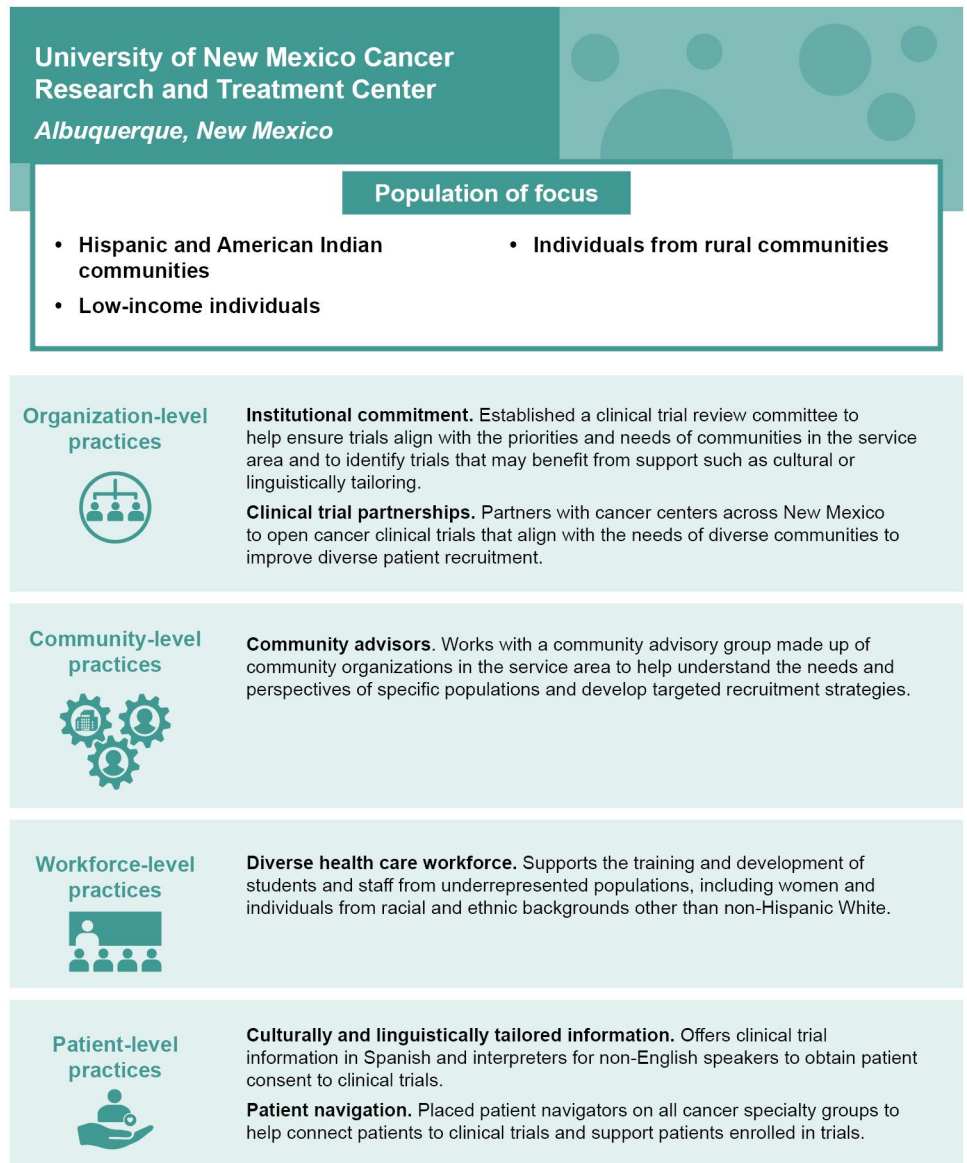 University of New Mexico Cancer
Research and Treatment Center
Albuquerque, New Mexico
Population of focus
• Hispanic and American Indian
communities
• Low-income individuals
• Individuals from rural communities
Organization-level
practices
Institutional commitment. Established a clinical trial review committee to
help ensure trials align with the priorities and needs of communities in the service
area and to identify trials that may benefit from support such as cultural or
linguistically tailoring.
Clinical trial partnerships. Partners with cancer centers across New Mexico
to open cancer clinical trials that align with the needs of diverse communities to
improve diverse patient recruitment.
Community-level
practices
Community advisors. Works with a community advisory group made up of
community organizations in the service area to help understand the needs and
perspectives of specific populations and develop targeted recruitment strategies.
Workforce-level
practices
Diverse health care workforce. Supports the training and development of
students and staff from underrepresented populations, including women and
individuals from racial and ethnic backgrounds other than non-Hispanic White.
Patient-level
practices
Culturally and linguistically tailored information. Offers clinical trial
information in Spanish and interpreters for non-English speakers to obtain patient
consent to clinical trials.
Patient navigation. Placed patient navigators on all cancer specialty groups to
help connect patients to clinical trials and support patients enrolled in trials.